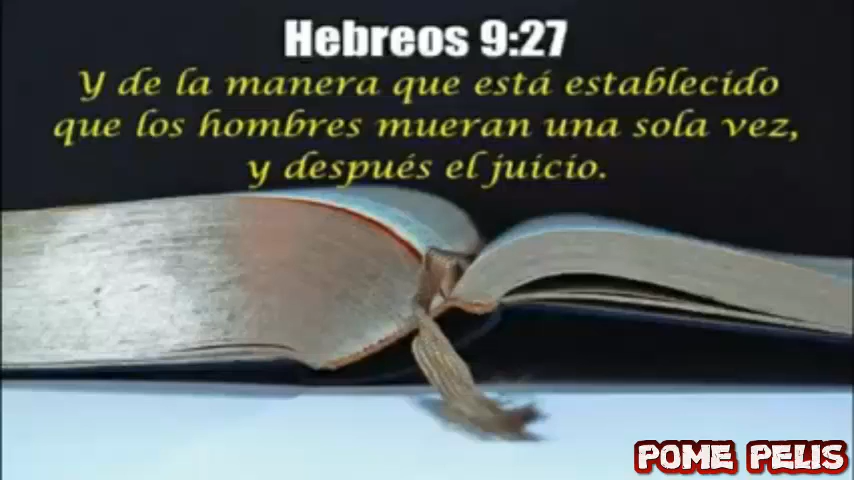 Hebreos 9:27
Y de la manera que está establecido
que los hombres mueran una sola vez,
y después el juicio.
POME PELIS